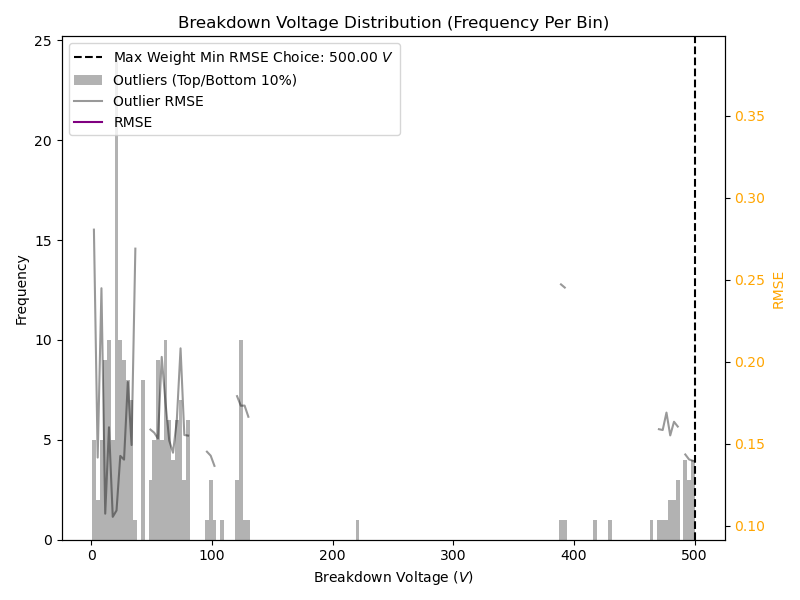 Breakdown Voltage Distribution (Frequency Per Bin)
Max Weight Min RMSE Choice: 500.00 V
Outliers (Top/Bottom 10%)
Outlier RMSE
RMSE
25
20
15
10
5
0
Frequency
0.35
0.30
0.25
0.20
0.15
0.10
RMSE
0 100 200 300 400 500
Breakdown Voltage (V)